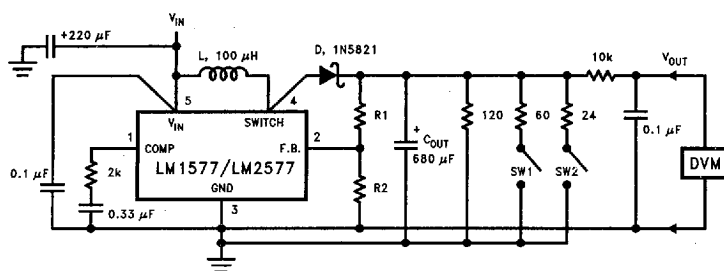 V_IN
+220 µF
L, 100 µH
D, 1N5821
10k
V_OUT
5
4
V_IN
SWITCH
R1
120
60
24
1
COMP
F.B.
2
+
C_OUT
680 µF
0.1 µF
LM1577/LM2577
DVM
0.1 µF
2k
GND
R2
SW1
SW2
0.33 µF
3